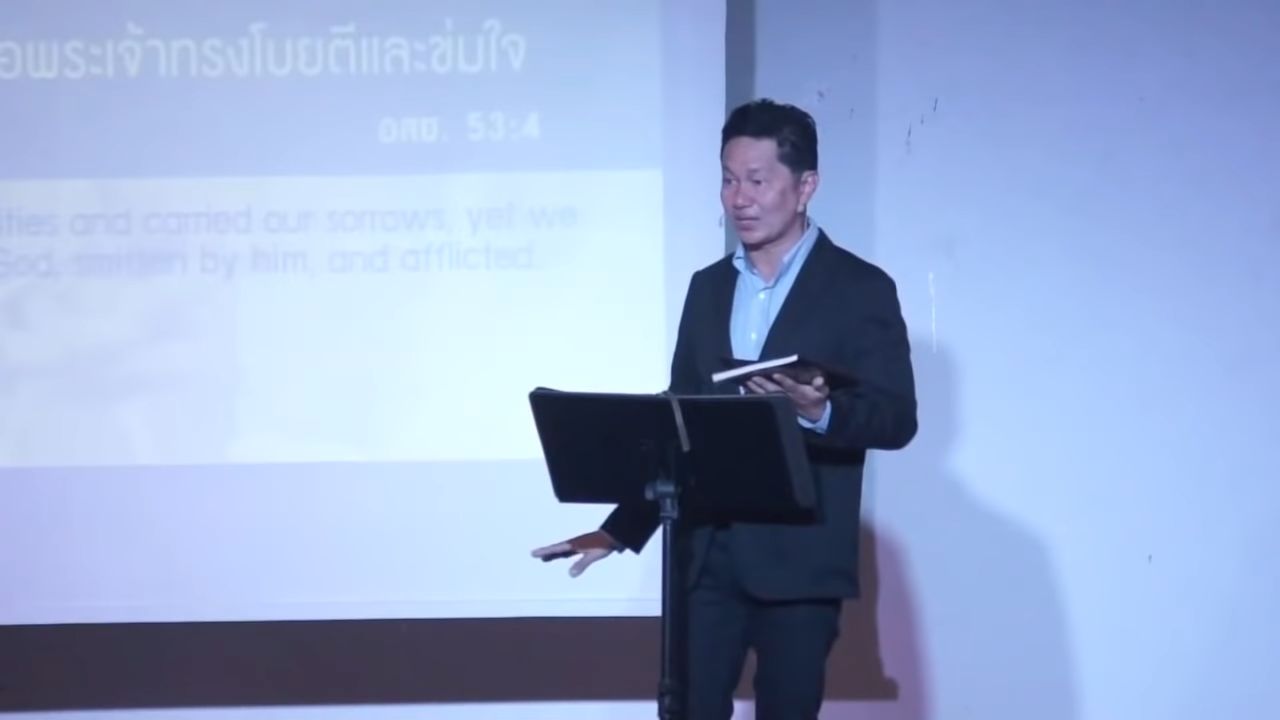 อพระเจ้าทรงโบยตีและข่มใจ
อสย. 53:4
ities and carried our sorrows, yet we
God, smitten by him, and afflicted.